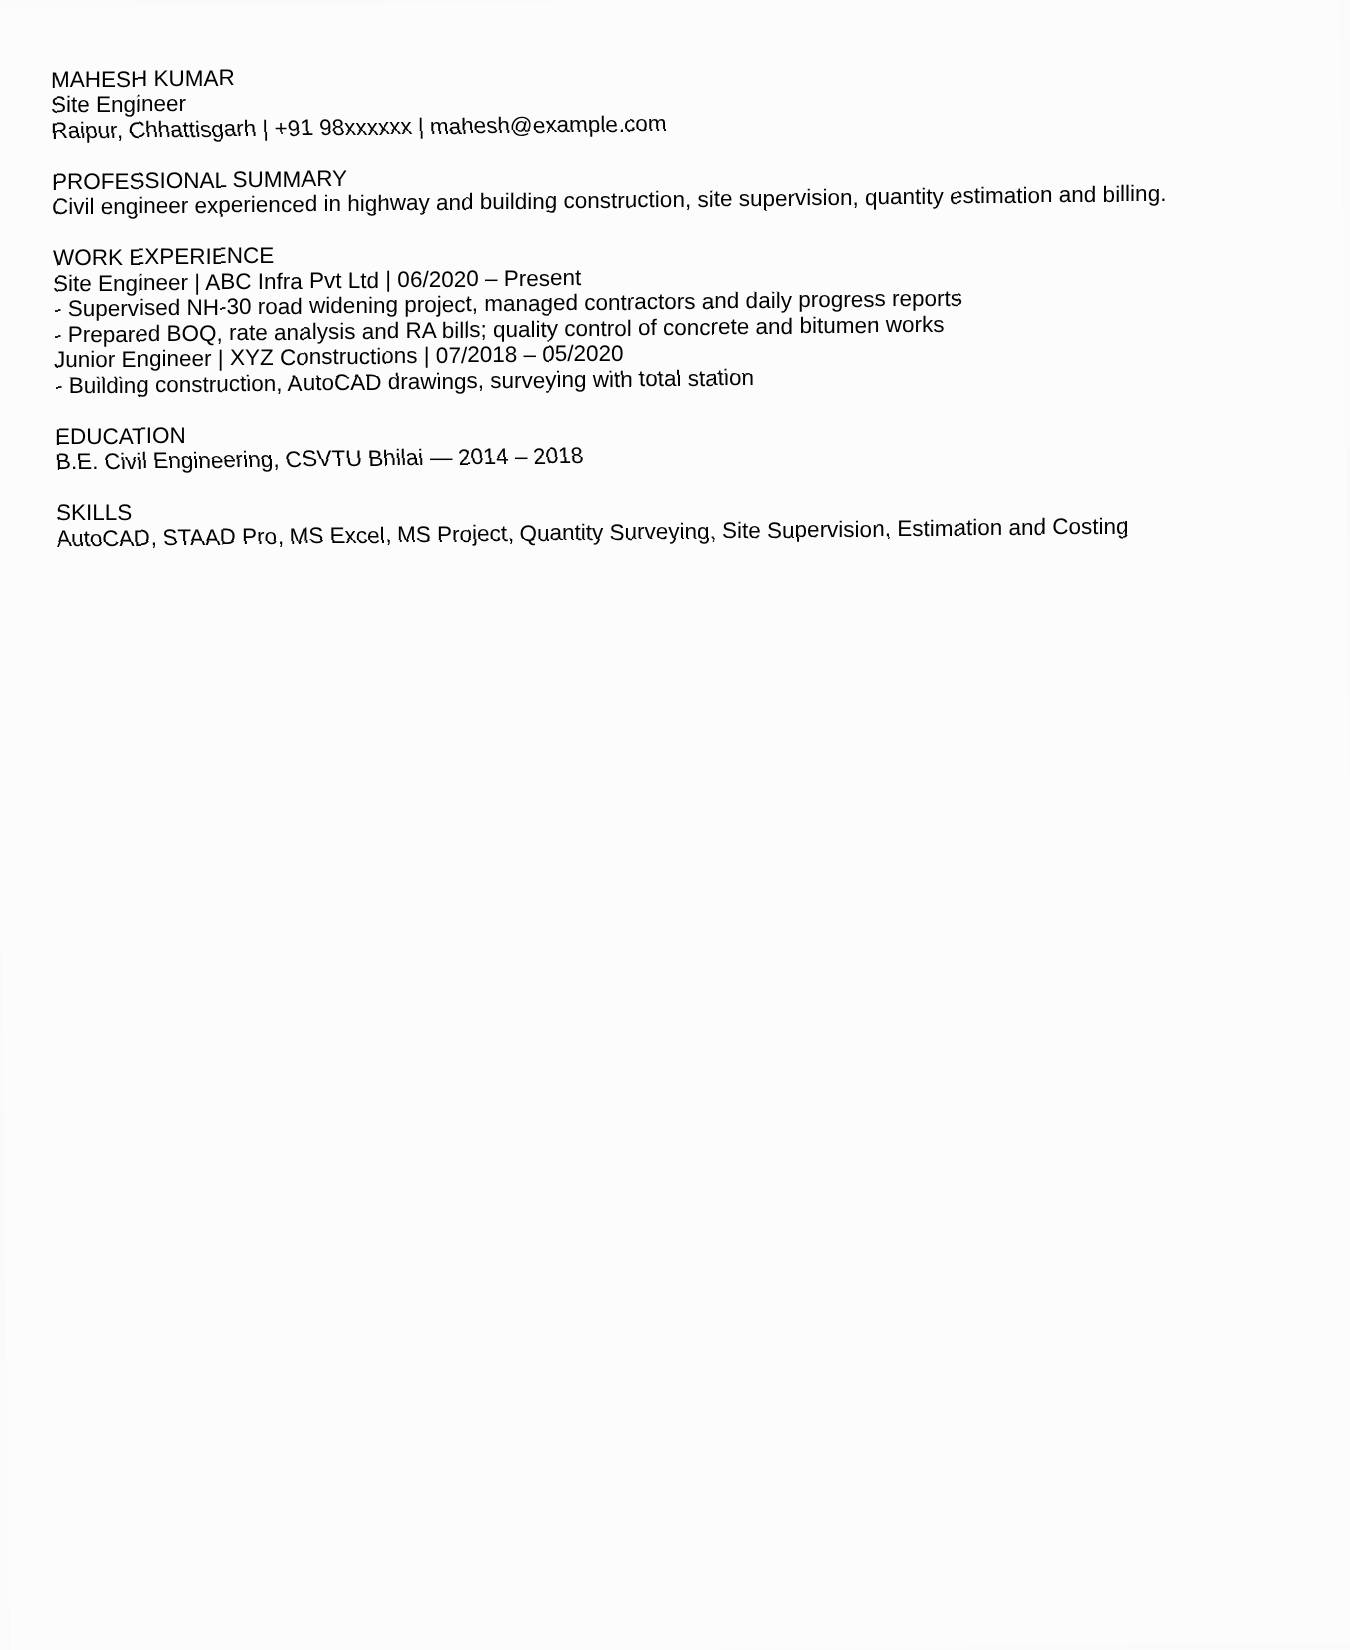 MAHESH KUMAR
Site Engineer
Raipur, Chhattisgarh | +91 98xxxxxx | mahesh@example.com
PROFESSIONAL SUMMARY
Civil engineer experienced in highway and building construction, site supervision, quantity estimation and billing.
WORK EXPERIENCE
Site Engineer | ABC Infra Pvt Ltd | 06/2020 – Present
- Supervised NH-30 road widening project, managed contractors and daily progress reports
- Prepared BOQ, rate analysis and RA bills; quality control of concrete and bitumen works
Junior Engineer | XYZ Constructions | 07/2018 – 05/2020
- Building construction, AutoCAD drawings, surveying with total station
EDUCATION
B.E. Civil Engineering, CSVTU Bhilai — 2014 – 2018
SKILLS
AutoCAD, STAAD Pro, MS Excel, MS Project, Quantity Surveying, Site Supervision, Estimation and Costing